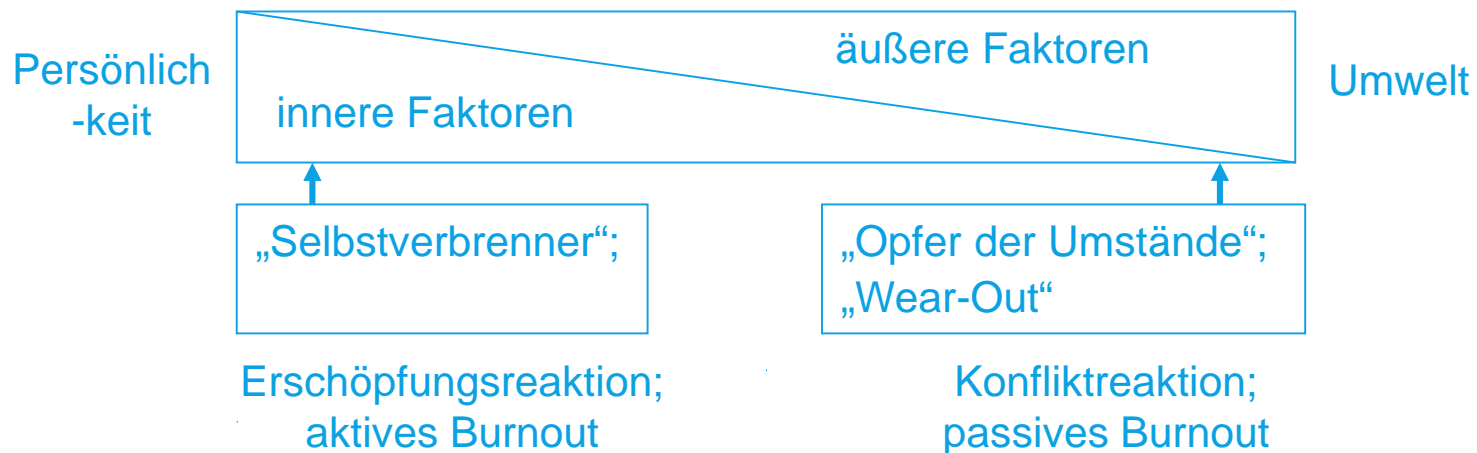 äußere Faktoren
Persönlich
-keit
Umwelt
innere Faktoren
„Selbstverbrenner“;
„Opfer der Umstände“;
„Wear-Out“
Erschöpfungsreaktion;
aktives Burnout
Konfliktreaktion;
passives Burnout